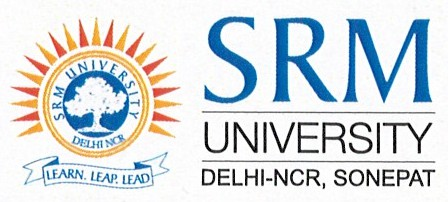 SRM UNIVERSITY
DELHI NCR
LEARN. LEAP. LEAD
SRM
UNIVERSITY
DELHI-NCR, SONEPAT